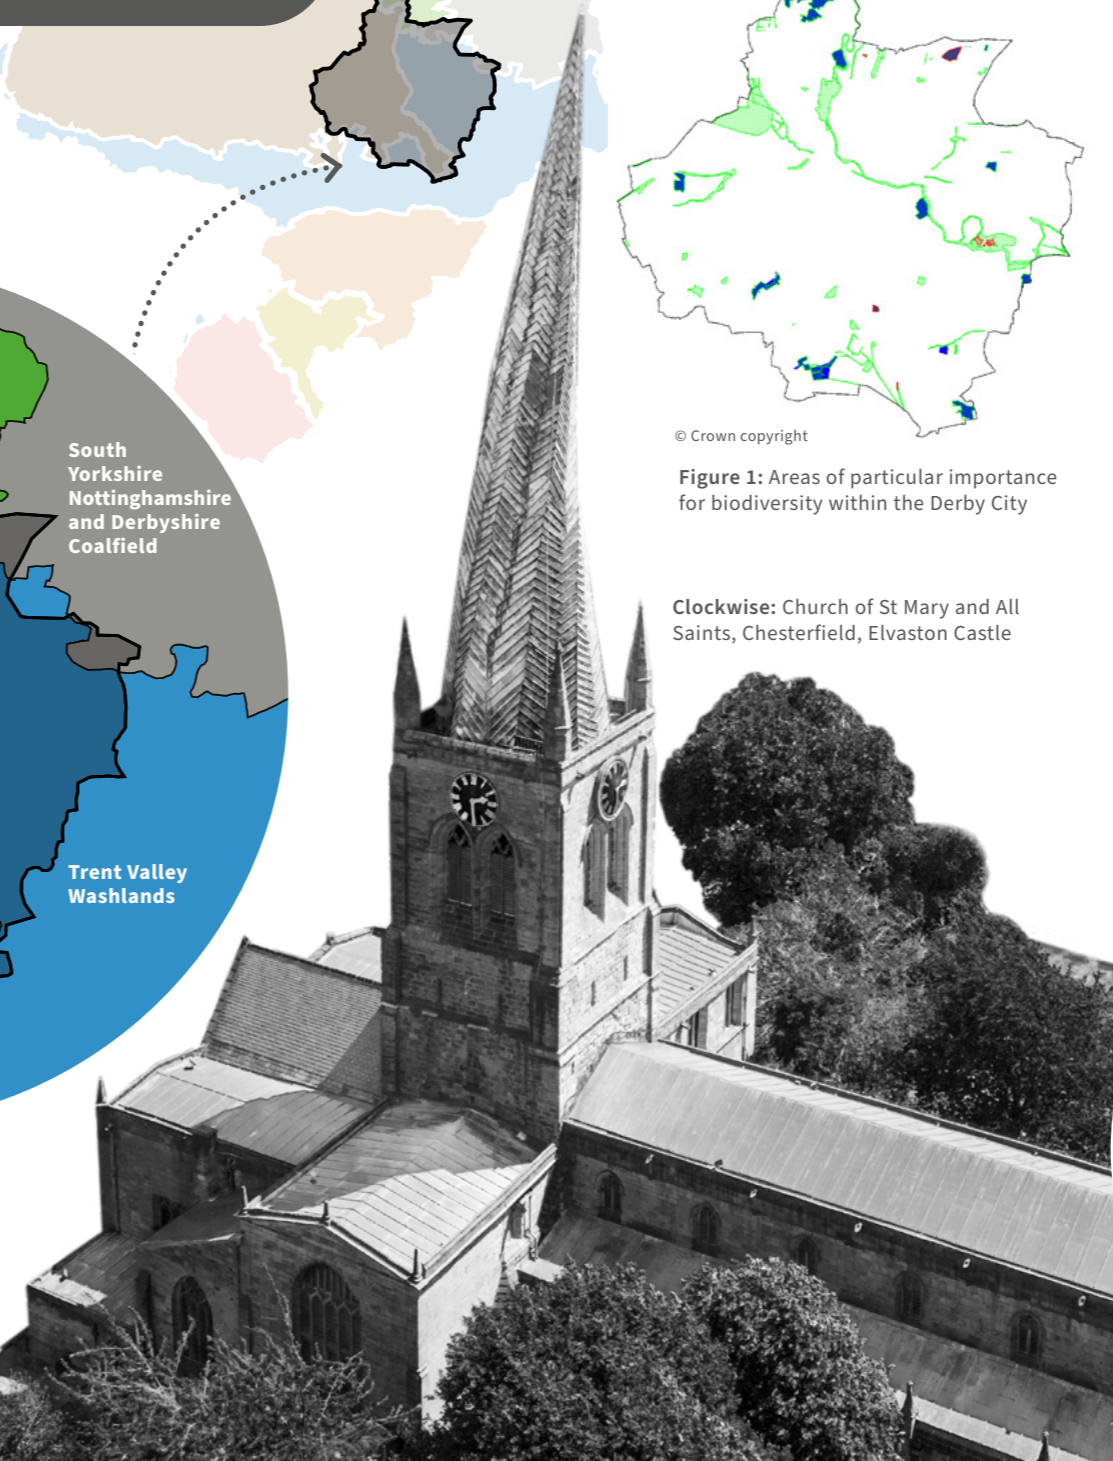 South
Yorkshire
Nottinghamshire
and Derbyshire
Coalfield
Trent Valley
Washlands
© Crown copyright
Figure 1: Areas of particular importance
for biodiversity within the Derby City
Clockwise: Church of St Mary and All
Saints, Chesterfield, Elvaston Castle